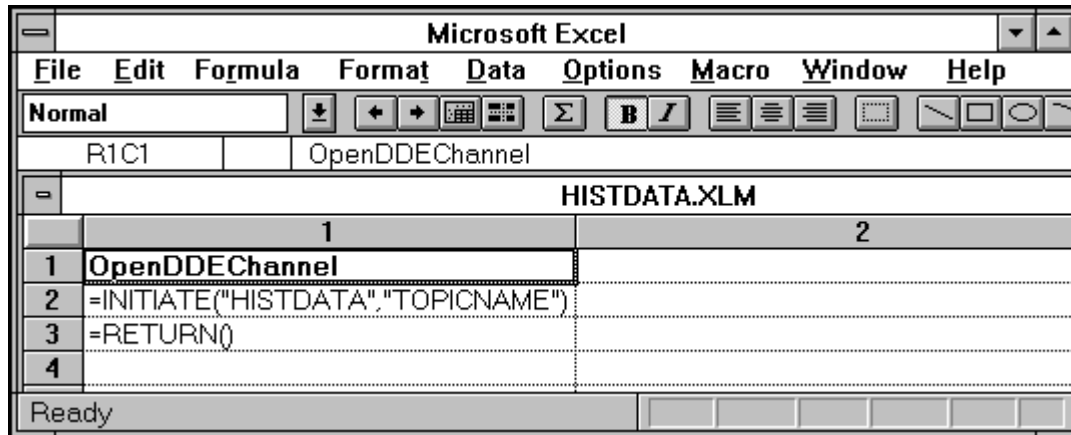 Microsoft Excel
File Edit Formula Format Data Options Macro Window Help
Normal Σ B I
R1C1 OpenDDEChannel
HISTDATA.XLM
1 2
1 OpenDDEChannel
2 =INITIATE("HISTDATA","TOPICNAME")
3 =RETURN()
4
Ready